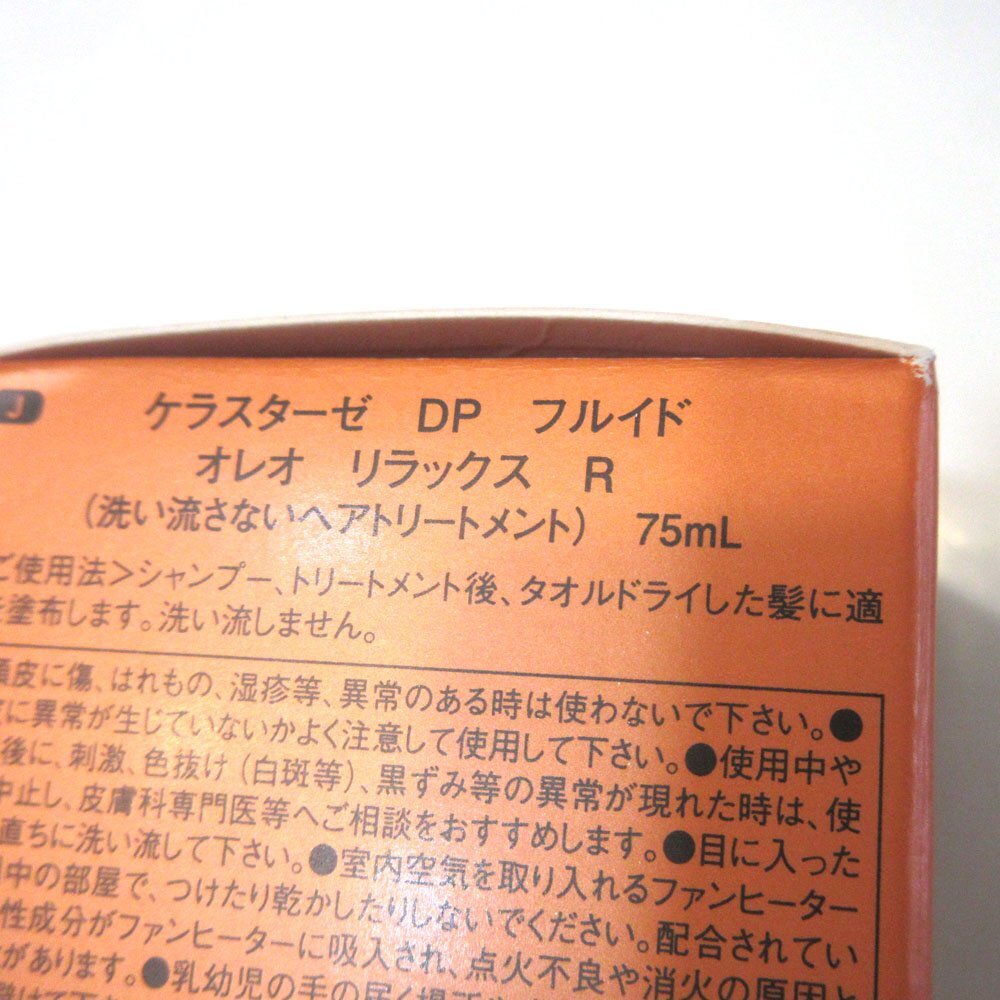 J
ケラスターゼ DP フルイド
オレオ リラックス R
(洗い流さないヘアトリートメント) 75mL
ご使用法>シャンプー、トリートメント後、タオルドライした髪に適
を塗布します。洗い流しません。
頭皮に傷、はれもの、湿疹等、異常のある時は使わないで下さい。●
に異常が生じていないかよく注意して使用して下さい。●使用中や
後に、刺激、色抜け(白斑等)、黒ずみ等の異常が現れた時は、使
中止し、皮膚科専門医等へご相談をおすすめします。●目に入った
直ちに洗い流して下さい。●室内空気を取り入れるファンヒーター
用中の部屋で、つけたり乾かしたりしないでください。配合されてい
性成分がファンヒーターに吸入され、点火不良や消火の原因と
があります。●乳幼児の手の届く場所